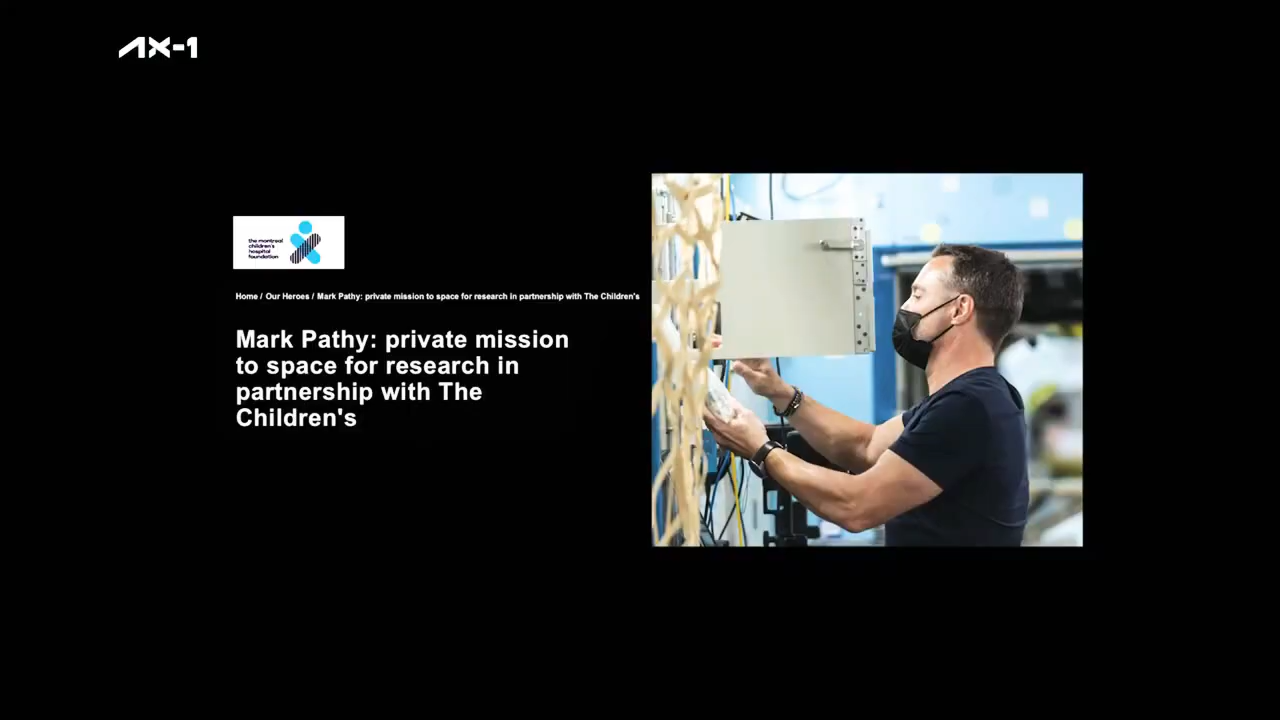 AX-1
the montreal
children's
hospital
foundation
Home / Our Heroes / Mark Pathy: private mission to space for research in partnership with The Children's
Mark Pathy: private mission
to space for research in
partnership with The
Children's